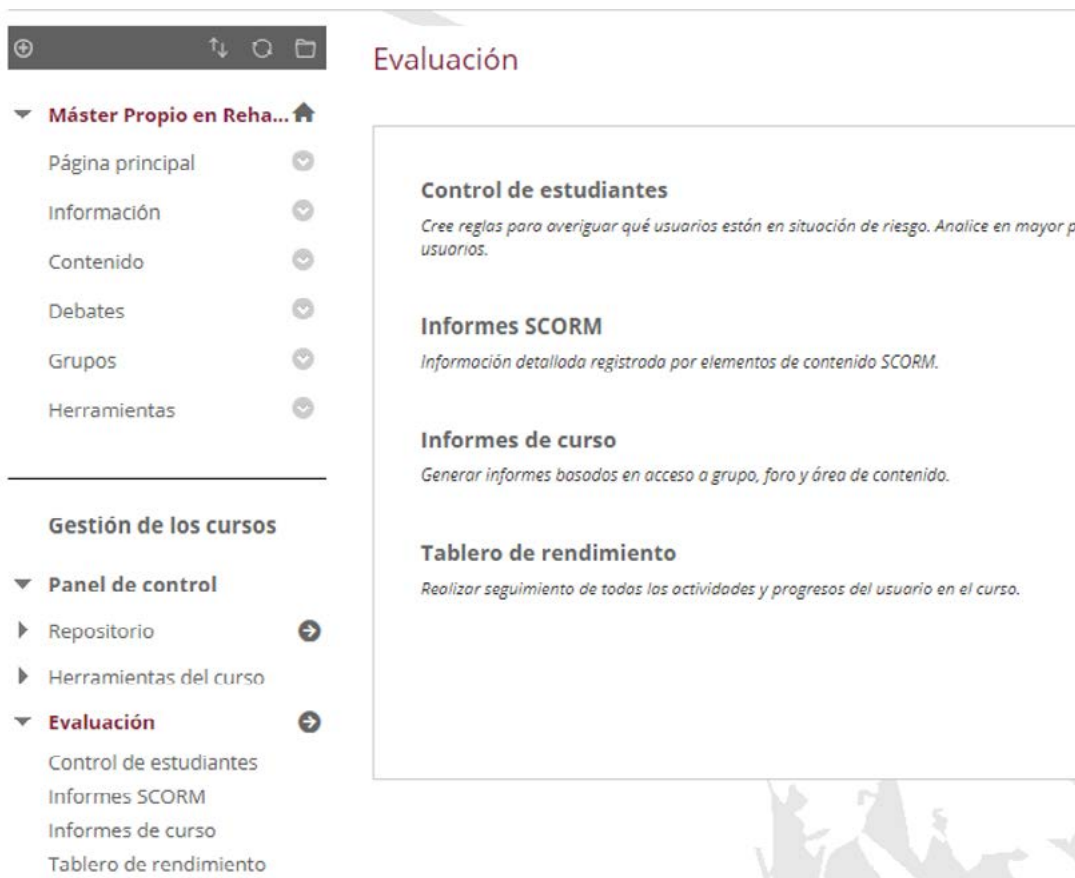 Máster Propio en Reha...
Página principal
Información
Contenido
Debates
Grupos
Herramientas
Gestión de los cursos
Panel de control
Repositorio
Herramientas del curso
Evaluación
Control de estudiantes
Informes SCORM
Informes de curso
Tablero de rendimiento
Evaluación
Control de estudiantes
Cree reglas para averiguar qué usuarios están en situación de riesgo. Analice en mayor p
usuarios.
Informes SCORM
Información detallada registrada por elementos de contenido SCORM.
Informes de curso
Generar informes basados en acceso a grupo, foro y área de contenido.
Tablero de rendimiento
Realizar seguimiento de todas las actividades y progresos del usuario en el curso.